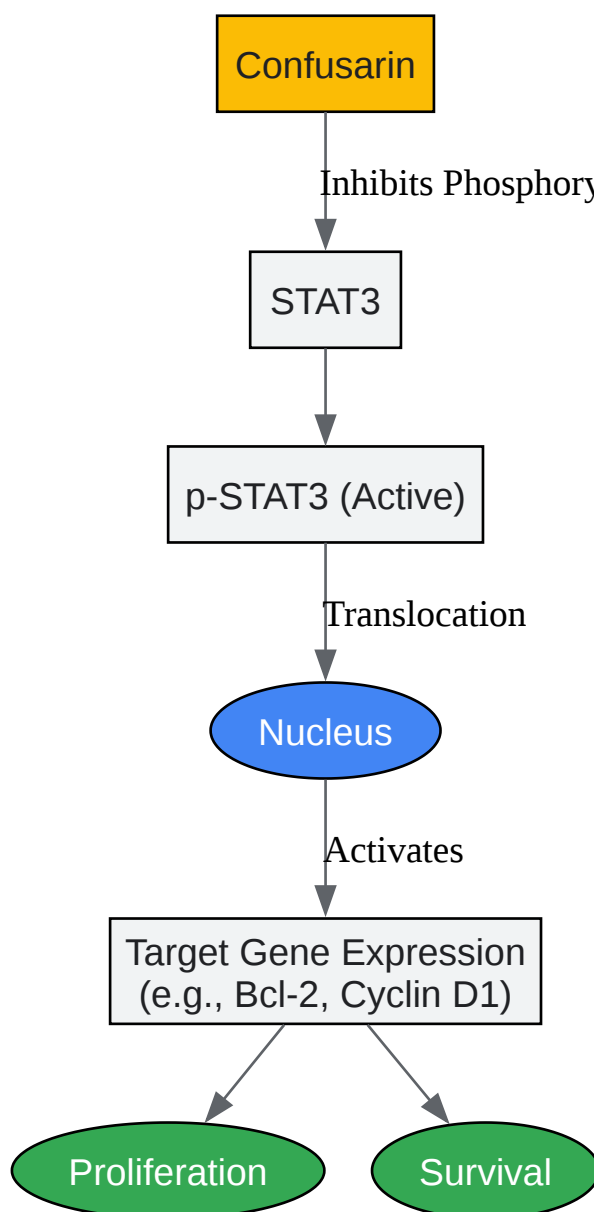 Confusarin
Inhibits Phosphory
STAT3
p-STAT3 (Active)
Translocation
Nucleus
Activates
Target Gene Expression
(e.g., Bcl-2, Cyclin D1)
Proliferation
Survival